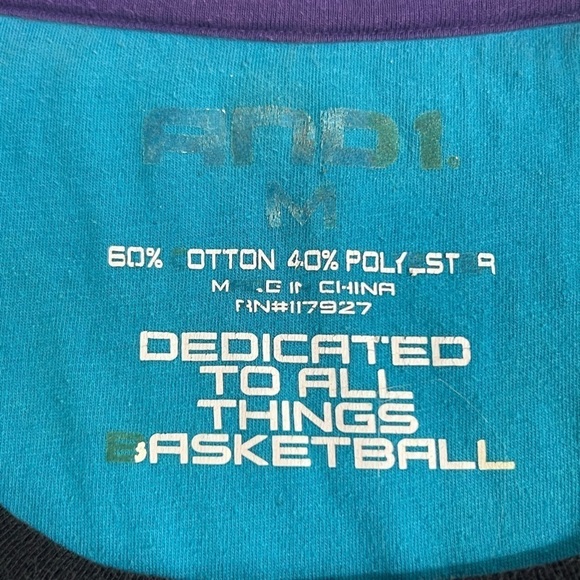 AND1.
M
60% COTTON 40% POLYESTER
MADE IN CHINA
RN#117927
DEDICATED
TO ALL
THINGS
BASKETBALL